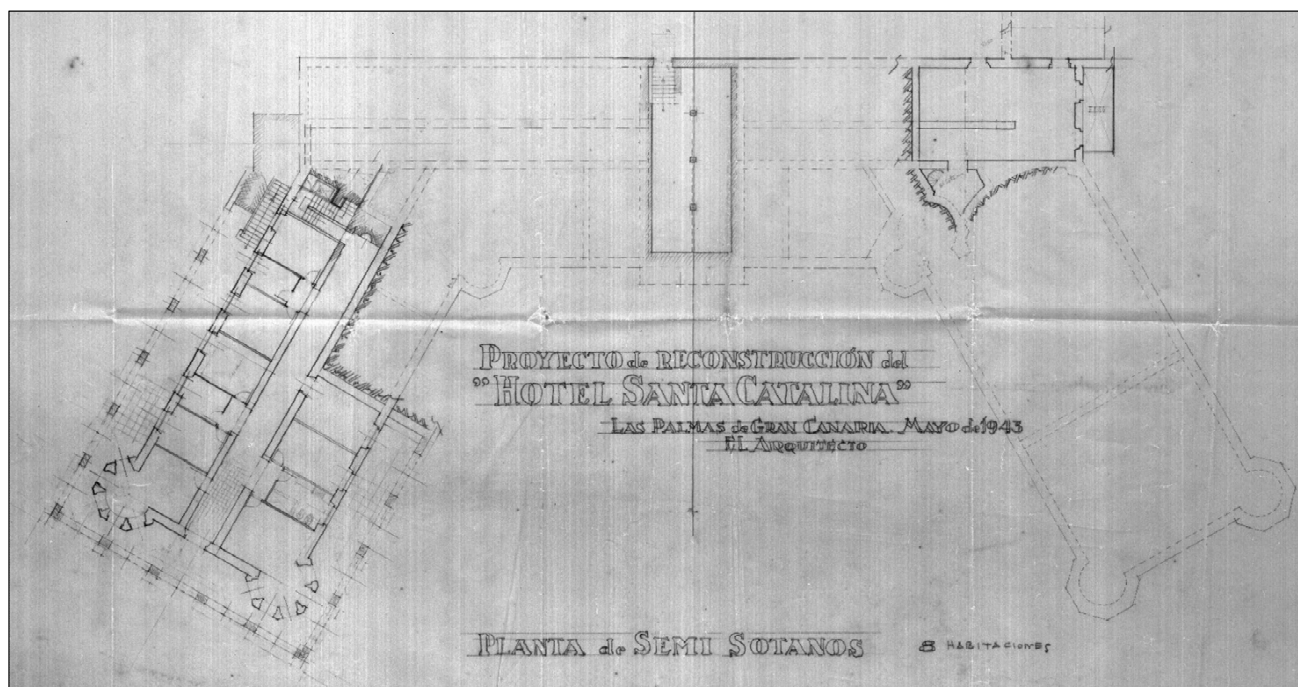 PROYECTO de RECONSTRUCCIÓN del
"HOTEL SANTA CATALINA"
LAS PALMAS de GRAN CANARIA. MAYO de 1943
EL ARQUITECTO
PLANTA de SEMI SOTANOS
8 HABITACIONES